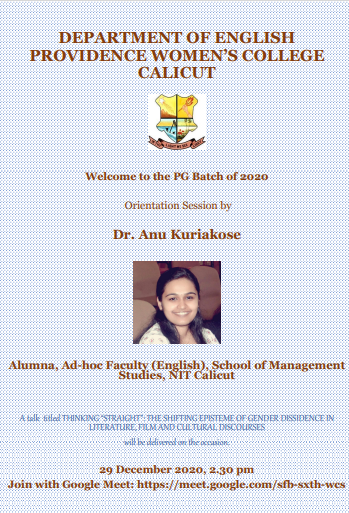 DEPARTMENT OF ENGLISH
PROVIDENCE WOMEN'S COLLEGE
CALICUT
Welcome to the PG Batch of 2020
Orientation Session by
Dr. Anu Kuriakose
Alumna, Ad-hoc Faculty (English), School of Management
Studies, NIT Calicut
A talk titled THINKING "STRAIGHT": THE SHIFTING EPISTEME OF GENDER DISSIDENCE IN
LITERATURE, FILM AND CULTURAL DISCOURSES
will be delivered on the occasion.
29 December 2020, 2.30 pm
Join with Google Meet: https://meet.google.com/sfb-sxth-wcs